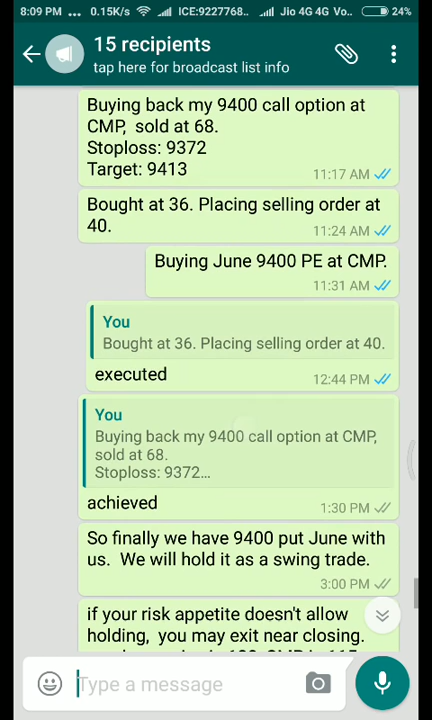 8:09 PM ... 0.15K/s ICE:9227768.. Jio 4G 4G Vo.. 24%
15 recipients
tap here for broadcast list info
Buying back my 9400 call option at
CMP, sold at 68.
Stoploss: 9372
Target: 9413
11:17 AM
Bought at 36. Placing selling order at
40.
11:24 AM
Buying June 9400 PE at CMP.
11:31 AM
You
Bought at 36. Placing selling order at 40.
executed
12:44 PM
You
Buying back my 9400 call option at CMP,
sold at 68.
Stoploss: 9372...
achieved
1:30 PM
So finally we have 9400 put June with
us. We will hold it as a swing trade.
3:00 PM
if your risk appetite doesn't allow
holding, you may exit near closing.
Type a message